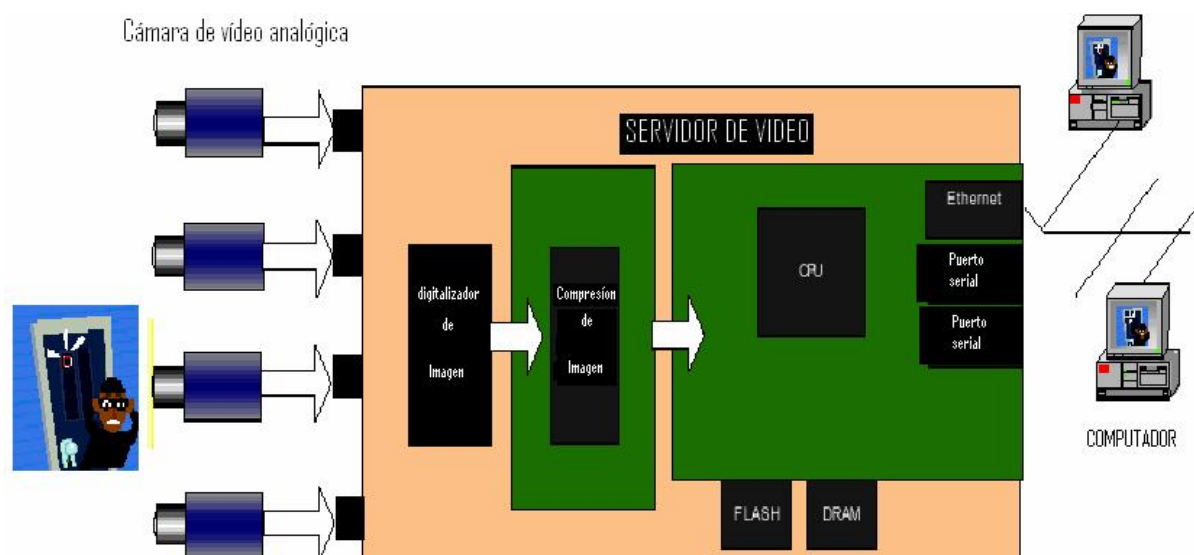 Cámara de vídeo analógica
SERVIDOR DE VIDEO
Ethernet
CPU
Puerto
serial
Puerto
serial
digitalizador
de
Imagen
Compresíon
de
Imagen
COMPUTADOR
FLASH
DRAM